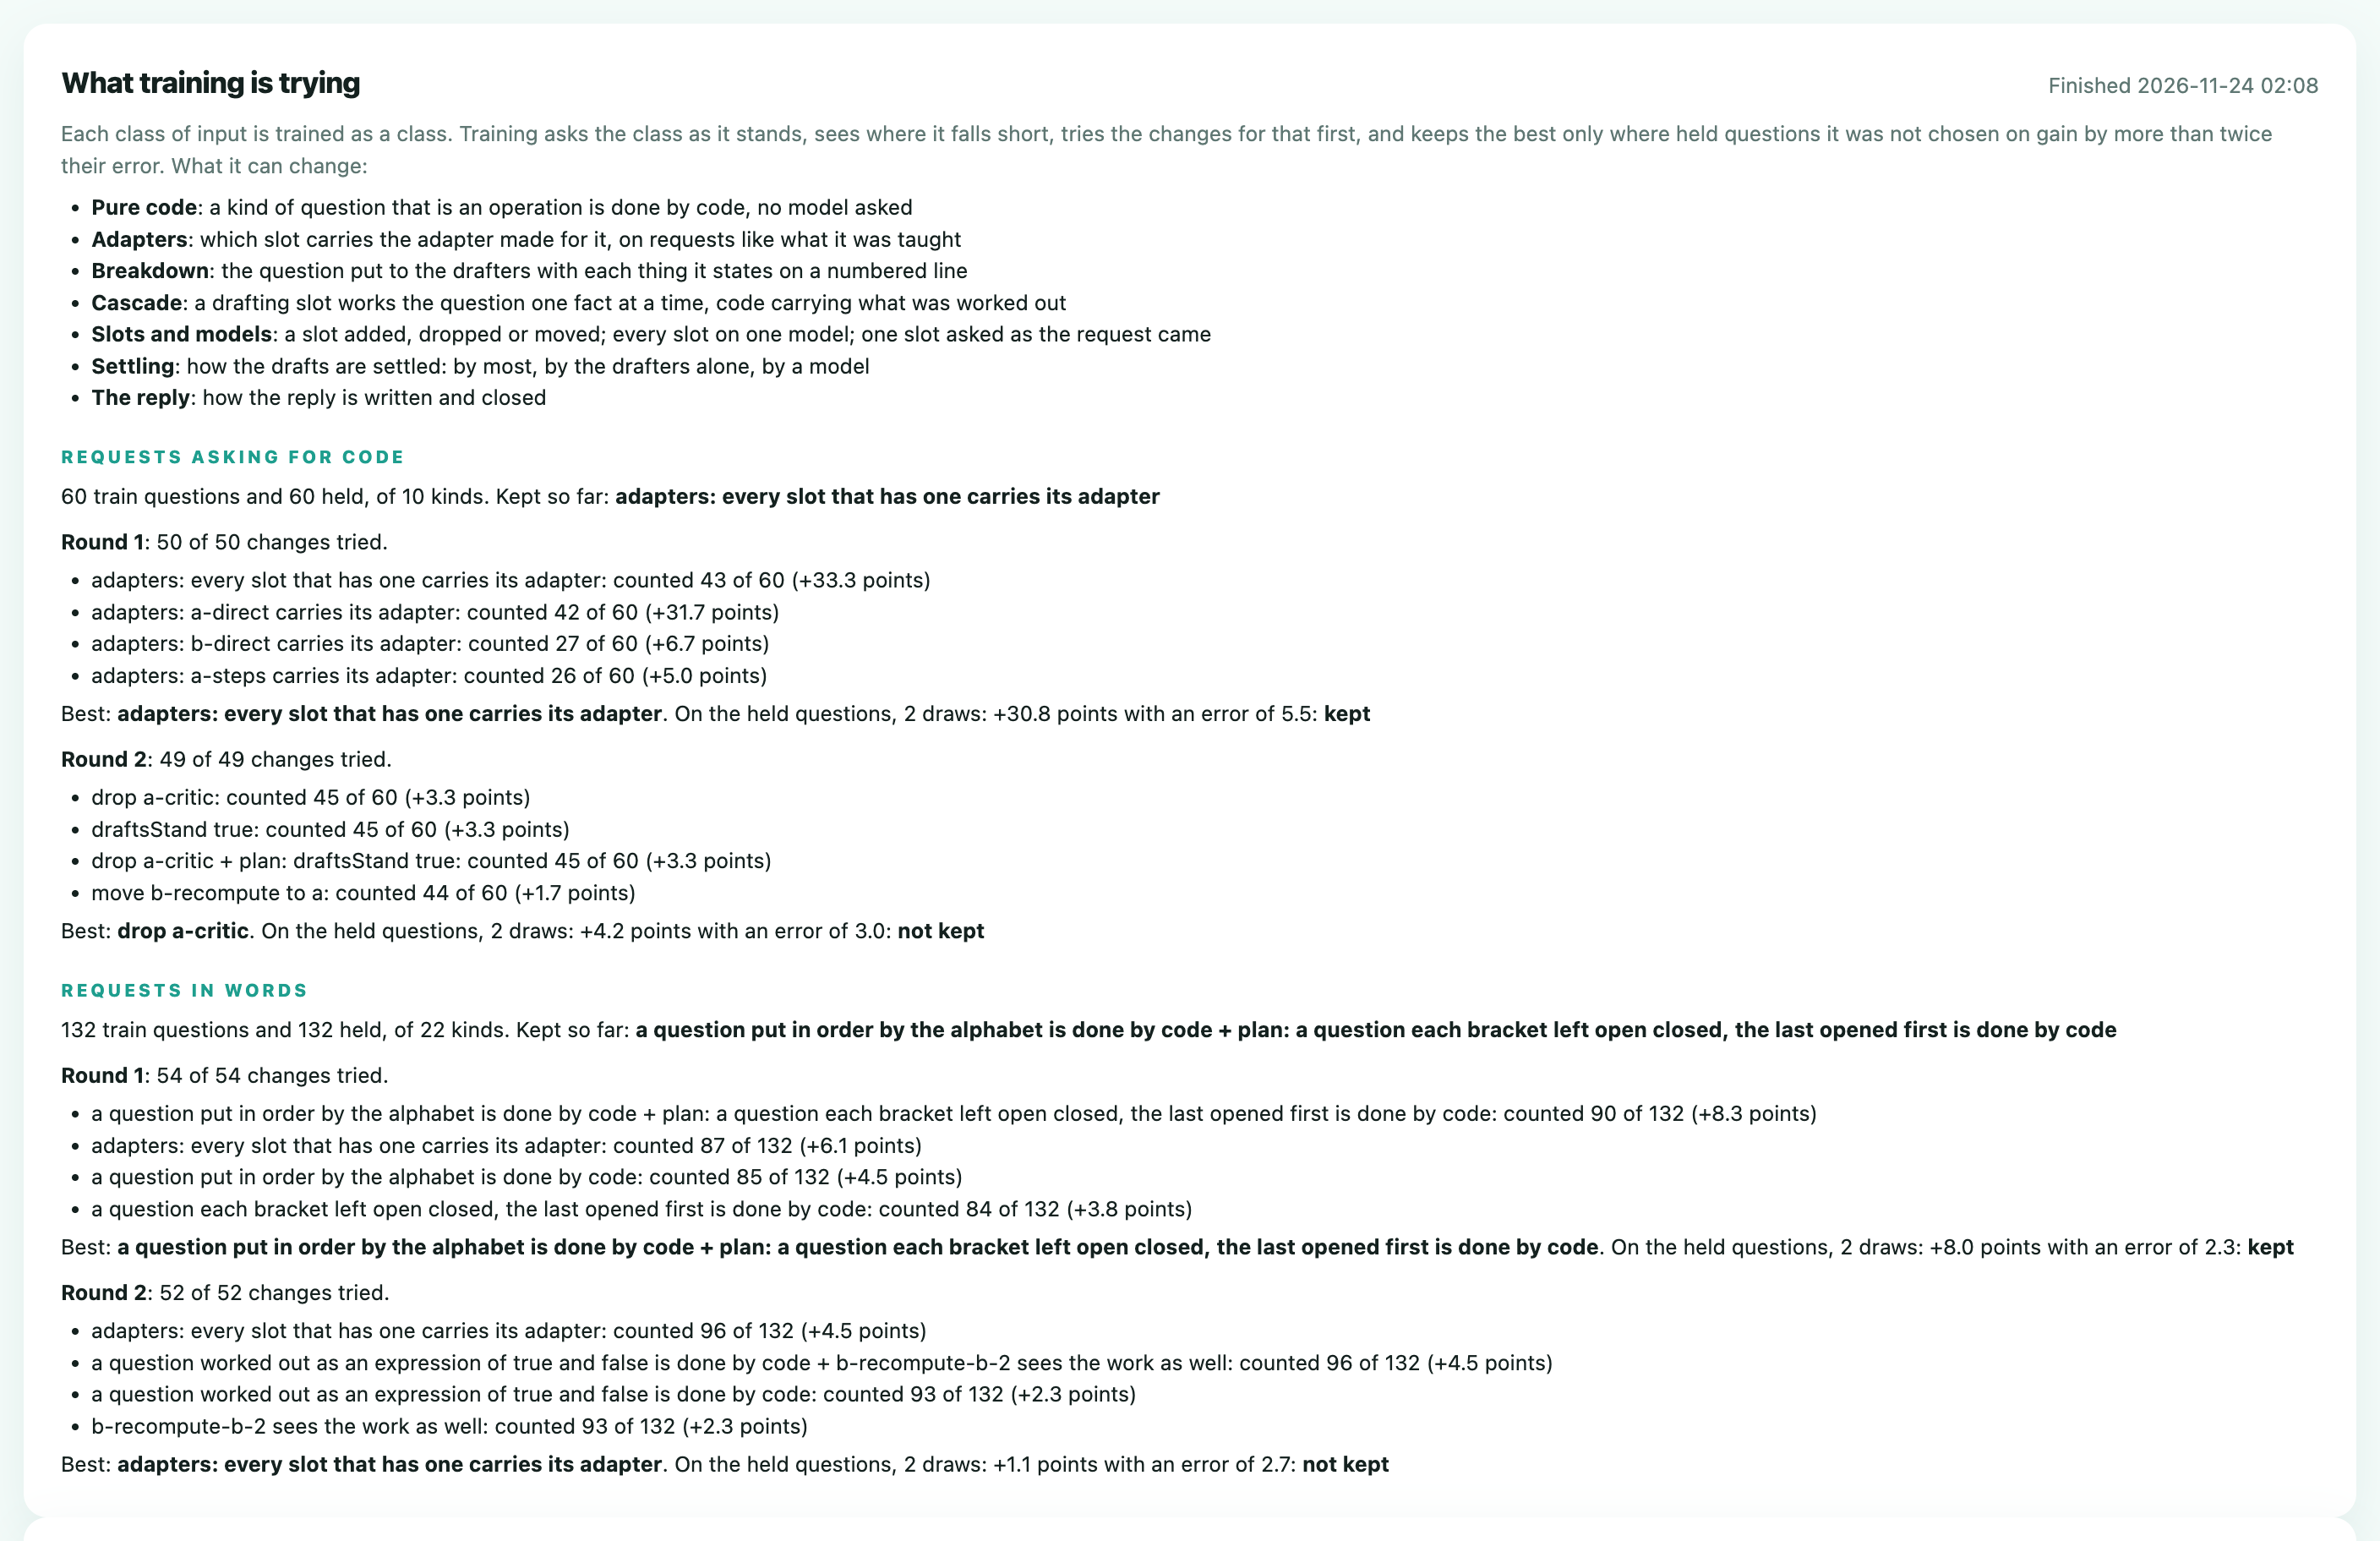 What training is trying
Finished 2026-11-24 02:08
Each class of input is trained as a class. Training asks the class as it stands, sees where it falls short, tries the changes for that first, and keeps the best only where held questions it was not chosen on gain by more than twice
their error. What it can change:
• Pure code: a kind of question that is an operation is done by code, no model asked
• Adapters: which slot carries the adapter made for it, on requests like what it was taught
• Breakdown: the question put to the drafters with each thing it states on a numbered line
• Cascade: a drafting slot works the question one fact at a time, code carrying what was worked out
• Slots and models: a slot added, dropped or moved; every slot on one model; one slot asked as the request came
• Settling: how the drafts are settled: by most, by the drafters alone, by a model
• The reply: how the reply is written and closed
REQUESTS ASKING FOR CODE
60 train questions and 60 held, of 10 kinds. Kept so far: adapters: every slot that has one carries its adapter
Round 1: 50 of 50 changes tried.
• adapters: every slot that has one carries its adapter: counted 43 of 60 (+33.3 points)
• adapters: a-direct carries its adapter: counted 42 of 60 (+31.7 points)
• adapters: b-direct carries its adapter: counted 27 of 60 (+6.7 points)
• adapters: a-steps carries its adapter: counted 26 of 60 (+5.0 points)
Best: adapters: every slot that has one carries its adapter. On the held questions, 2 draws: +30.8 points with an error of 5.5: kept
Round 2: 49 of 49 changes tried.
• drop a-critic: counted 45 of 60 (+3.3 points)
• draftsStand true: counted 45 of 60 (+3.3 points)
• drop a-critic + plan: draftsStand true: counted 45 of 60 (+3.3 points)
• move b-recompute to a: counted 44 of 60 (+1.7 points)
Best: drop a-critic. On the held questions, 2 draws: +4.2 points with an error of 3.0: not kept
REQUESTS IN WORDS
132 train questions and 132 held, of 22 kinds. Kept so far: a question put in order by the alphabet is done by code + plan: a question each bracket left open closed, the last opened first is done by code
Round 1: 54 of 54 changes tried.
• a question put in order by the alphabet is done by code + plan: a question each bracket left open closed, the last opened first is done by code: counted 90 of 132 (+8.3 points)
• adapters: every slot that has one carries its adapter: counted 87 of 132 (+6.1 points)
• a question put in order by the alphabet is done by code: counted 85 of 132 (+4.5 points)
• a question each bracket left open closed, the last opened first is done by code: counted 84 of 132 (+3.8 points)
Best: a question put in order by the alphabet is done by code + plan: a question each bracket left open closed, the last opened first is done by code. On the held questions, 2 draws: +8.0 points with an error of 2.3: kept
Round 2: 52 of 52 changes tried.
• adapters: every slot that has one carries its adapter: counted 96 of 132 (+4.5 points)
• a question worked out as an expression of true and false is done by code + b-recompute-b-2 sees the work as well: counted 96 of 132 (+4.5 points)
• a question worked out as an expression of true and false is done by code: counted 93 of 132 (+2.3 points)
• b-recompute-b-2 sees the work as well: counted 93 of 132 (+2.3 points)
Best: adapters: every slot that has one carries its adapter. On the held questions, 2 draws: +1.1 points with an error of 2.7: not kept